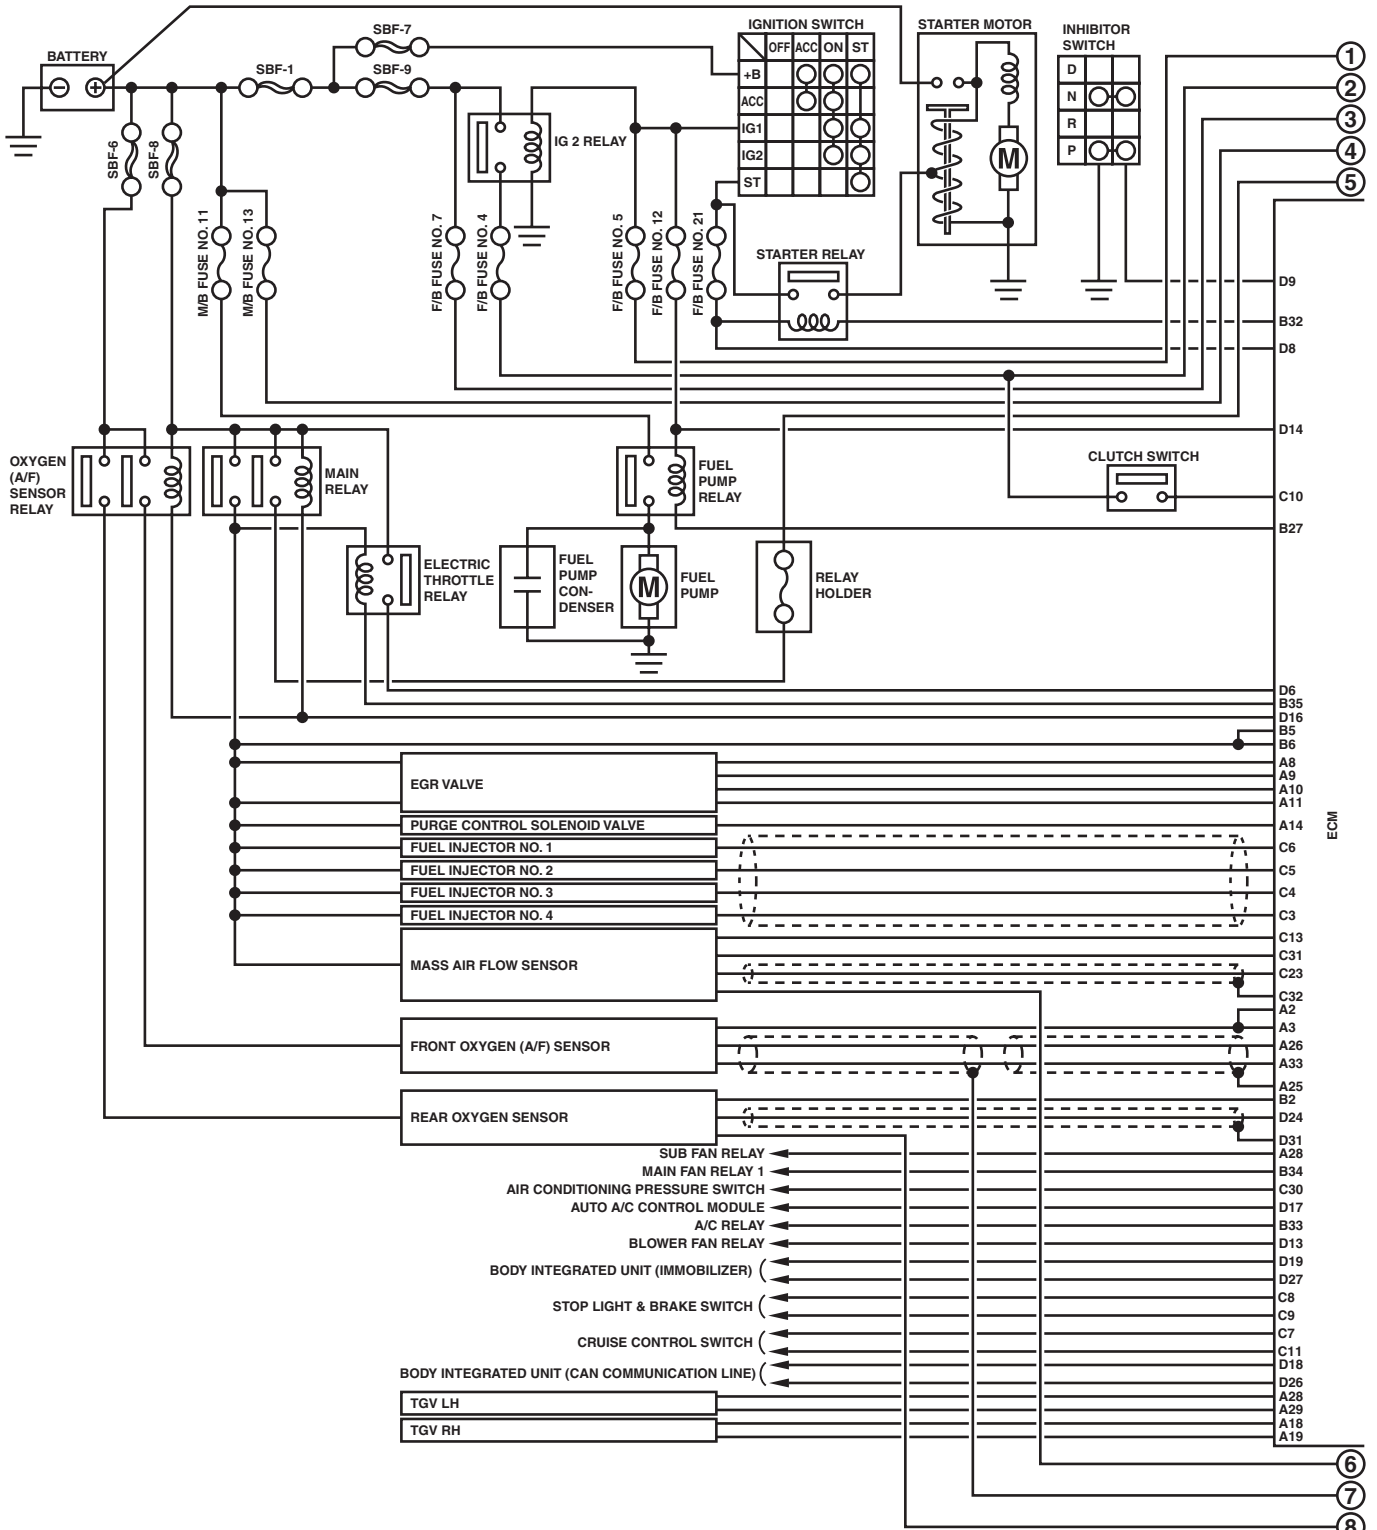 SBF-7
IGNITION SWITCH
STARTER MOTOR
INHIBITOR
SWITCH
BATTERY
OFF ACC ON ST
1
SBF-1
SBF-9
+B
D
2
ACC
N
3
SBF-6
SBF-8
IG 2 RELAY
IG1
M
R
4
IG2
P
5
ST
M/B FUSE NO. 11
M/B FUSE NO. 13
F/B FUSE NO. 7
F/B FUSE NO. 4
F/B FUSE NO. 5
F/B FUSE NO. 12
F/B FUSE NO. 21
STARTER RELAY
D9
B32
D8
D14
OXYGEN
(A/F)
SENSOR
RELAY
MAIN
RELAY
FUEL
PUMP
RELAY
CLUTCH SWITCH
C10
B27
ELECTRIC
THROTTLE
RELAY
FUEL
PUMP
CON-
DENSER
M
FUEL
PUMP
RELAY
HOLDER
D6
B35
D16
B5
B6
EGR VALVE
A8
A9
A10
A11
ECM
PURGE CONTROL SOLENOID VALVE
A14
FUEL INJECTOR NO. 1
C6
FUEL INJECTOR NO. 2
C5
FUEL INJECTOR NO. 3
C4
FUEL INJECTOR NO. 4
C3
MASS AIR FLOW SENSOR
C13
C31
C23
C32
A2
FRONT OXYGEN (A/F) SENSOR
A3
A26
A33
A25
REAR OXYGEN SENSOR
B2
D24
D31
SUB FAN RELAY
A28
MAIN FAN RELAY 1
B34
AIR CONDITIONING PRESSURE SWITCH
C30
AUTO A/C CONTROL MODULE
D17
A/C RELAY
B33
BLOWER FAN RELAY
D13
BODY INTEGRATED UNIT (IMMOBILIZER)
D19
D27
STOP LIGHT & BRAKE SWITCH
C8
C9
CRUISE CONTROL SWITCH
C7
C11
BODY INTEGRATED UNIT (CAN COMMUNICATION LINE)
D18
D26
TGV LH
A28
A29
TGV RH
A18
A19
6
7
8